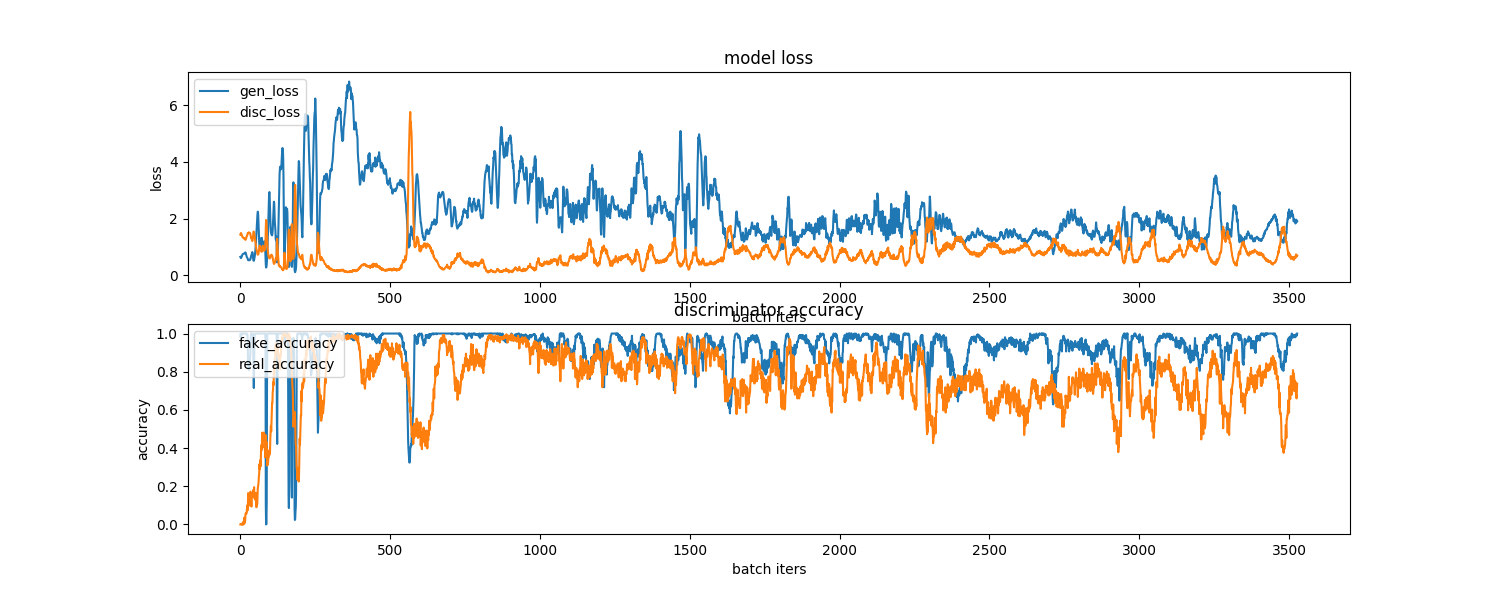 model loss
gen_loss
disc_loss
6
4
2
0
loss
0 500 1000 1500 2000 2500 3000 3500
batch iters
discriminator accuracy
fake_accuracy
real_accuracy
1.0
0.8
0.6
0.4
0.2
0.0
accuracy
0 500 1000 1500 2000 2500 3000 3500
batch iters